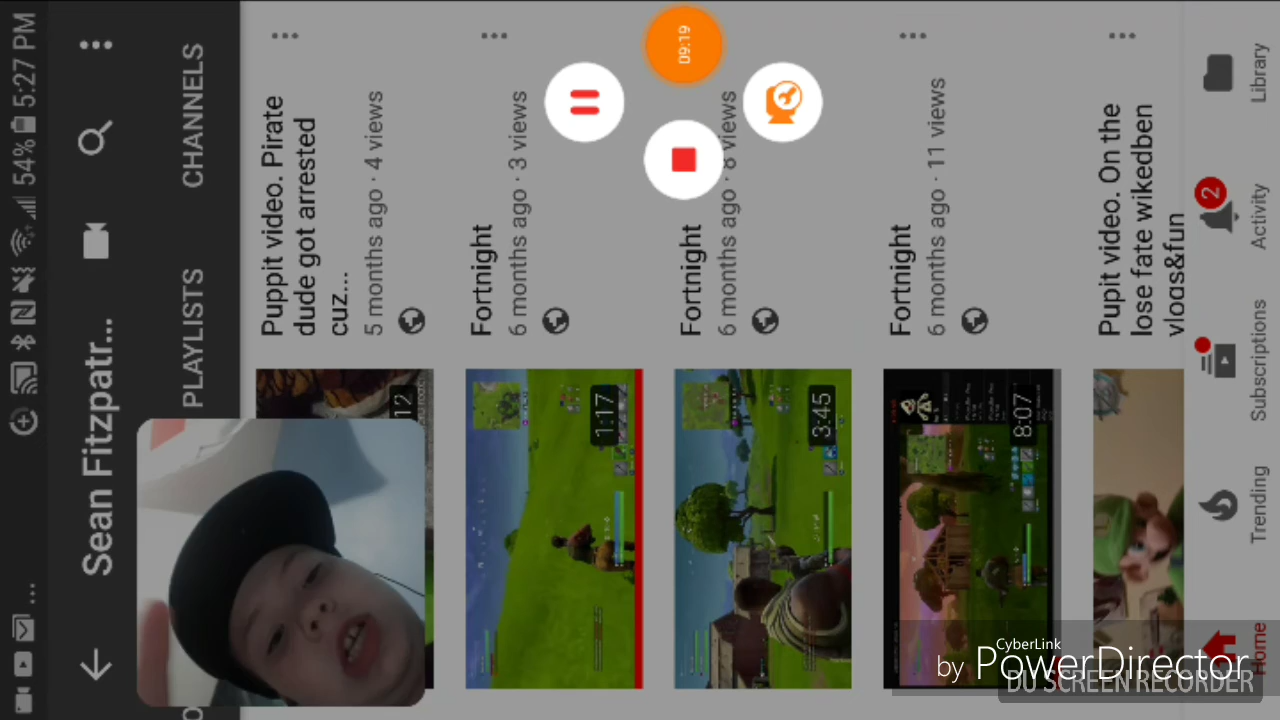 54% 5:27 PM
Sean Fitzpatr...
PLAYLISTS CHANNELS
Puppit video. Pirate
dude got arrested
cuz...
5 months ago · 4 views
12
Fortnight
6 months ago · 3 views
1:17
Fortnight
6 months ago · 8 views
3:45
Fortnight
6 months ago · 11 views
8:07
Pupit video. On the
lose fate wikedben
vlogs&fun
09:19
Home
Trending
Subscriptions
Activity
2
Library
CyberLink
by PowerDirector
DU SCREEN RECORDER